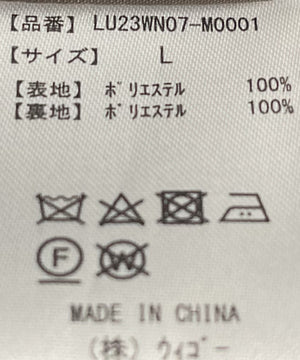 【品番】 LU23WN07-M0001
【サイズ】 L
【表地】 ポリエステル 100%
【裏地】 ポリエステル 100%
F W
MADE IN CHINA
(株) ウィゴー